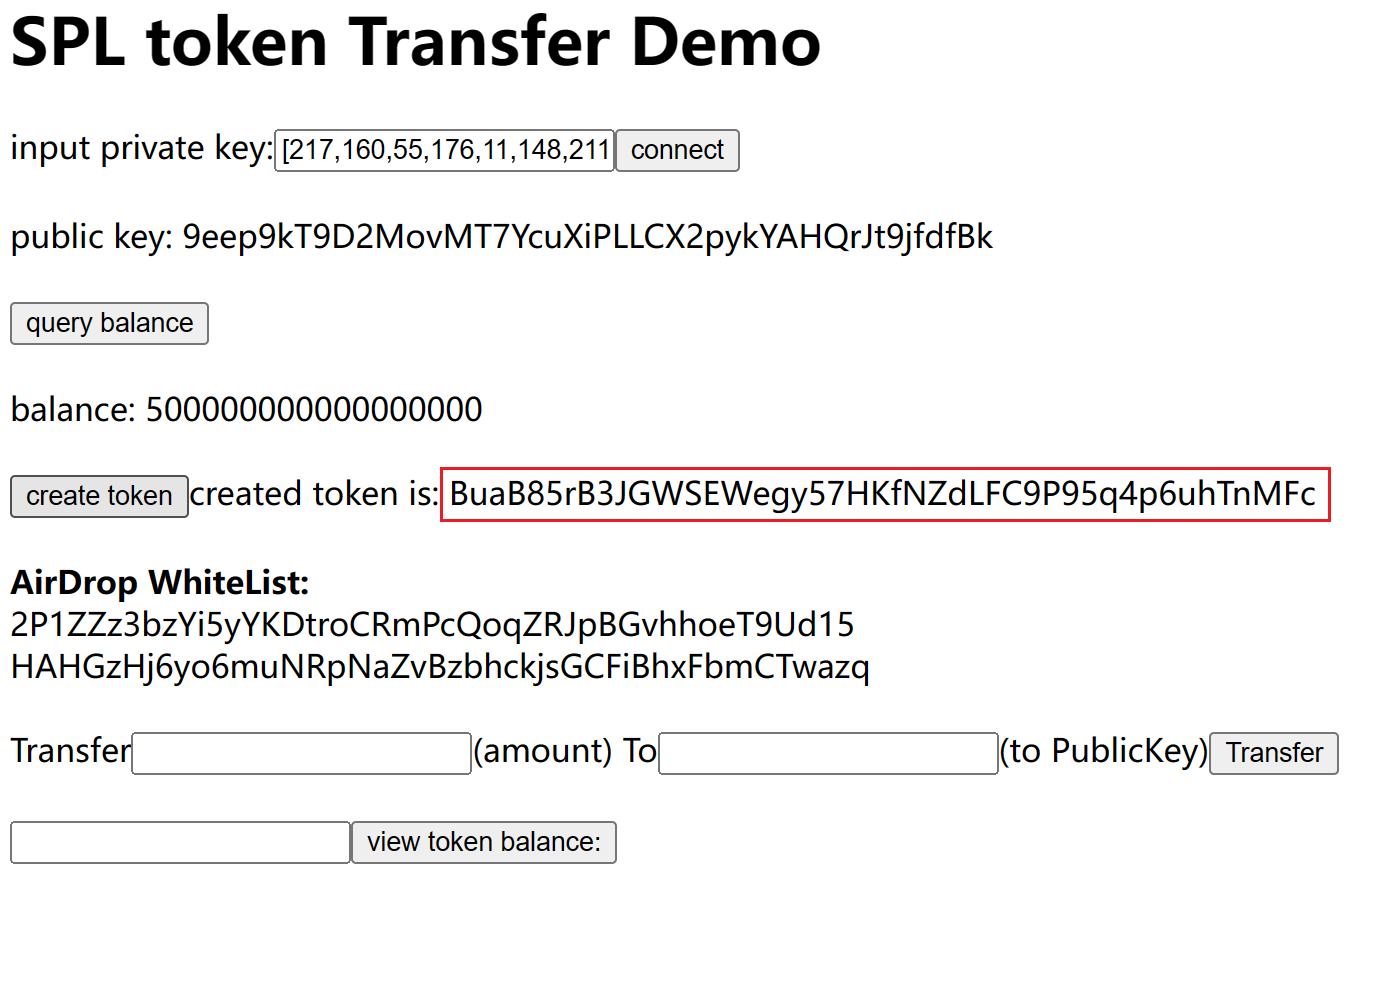 SPL token Transfer Demo
input private key:[217,160,55,176,11,148,211 connect
public key: 9eep9kT9D2MovMT7YcuXiPLLCX2pykYAHQrJt9jfdfBk
query balance
balance: 500000000000000000
create token created token is: BuaB85rB3JGWSEWegy57HKfNZdLFC9P95q4p6uhTnMFc
AirDrop WhiteList:
2P1ZZz3bzYi5yYKDtroCRmPcQoqZRJpBGvhhoeT9Ud15
HAHGzHj6yo6muNRpNaZvBzbhckjsGCFiBhxFbmCTwazq
Transfer (amount) To (to PublicKey) Transfer
view token balance: